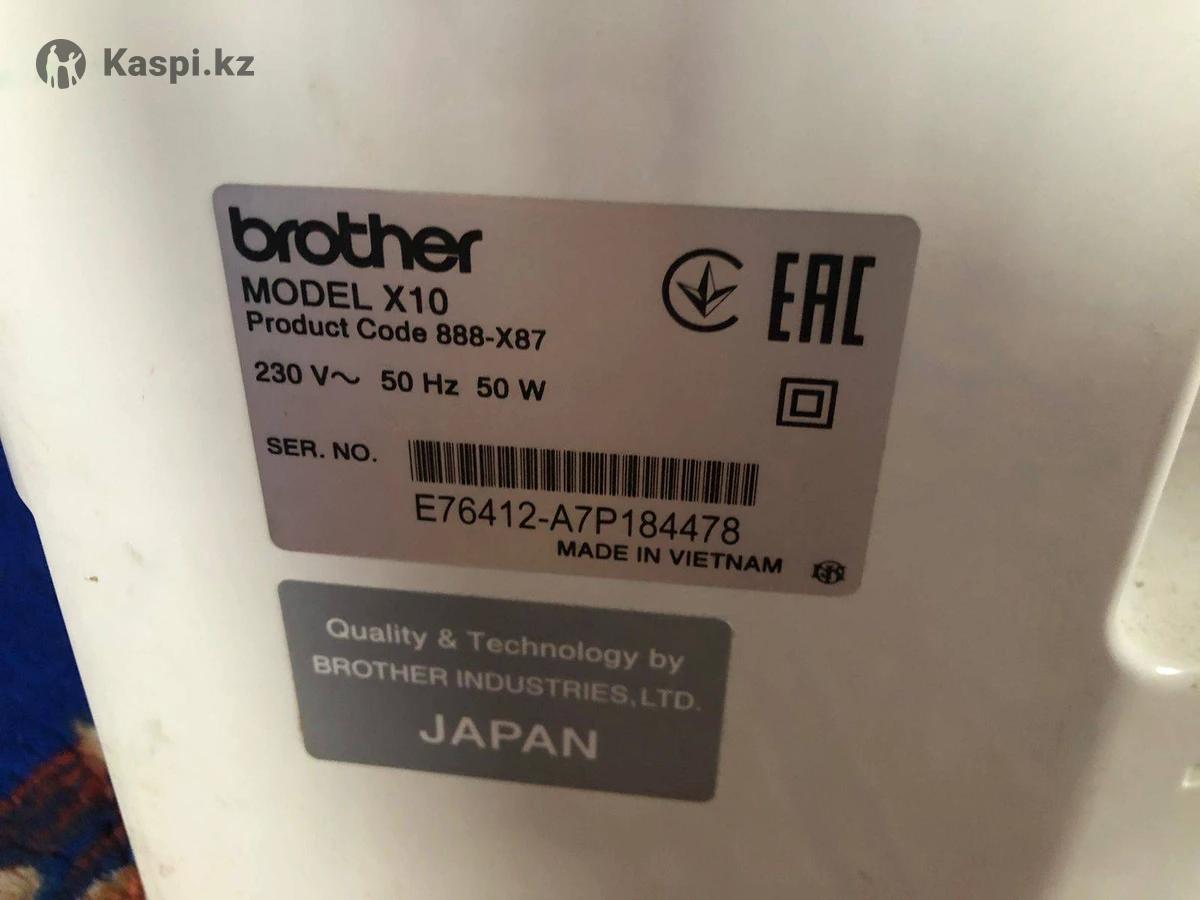 Kaspi.kz
brother
MODEL X10
Product Code 888-X87
230 V~ 50 Hz 50 W
EAC
SER. NO.
E76412-A7P184478
MADE IN VIETNAM
Quality & Technology by
BROTHER INDUSTRIES,LTD.
JAPAN